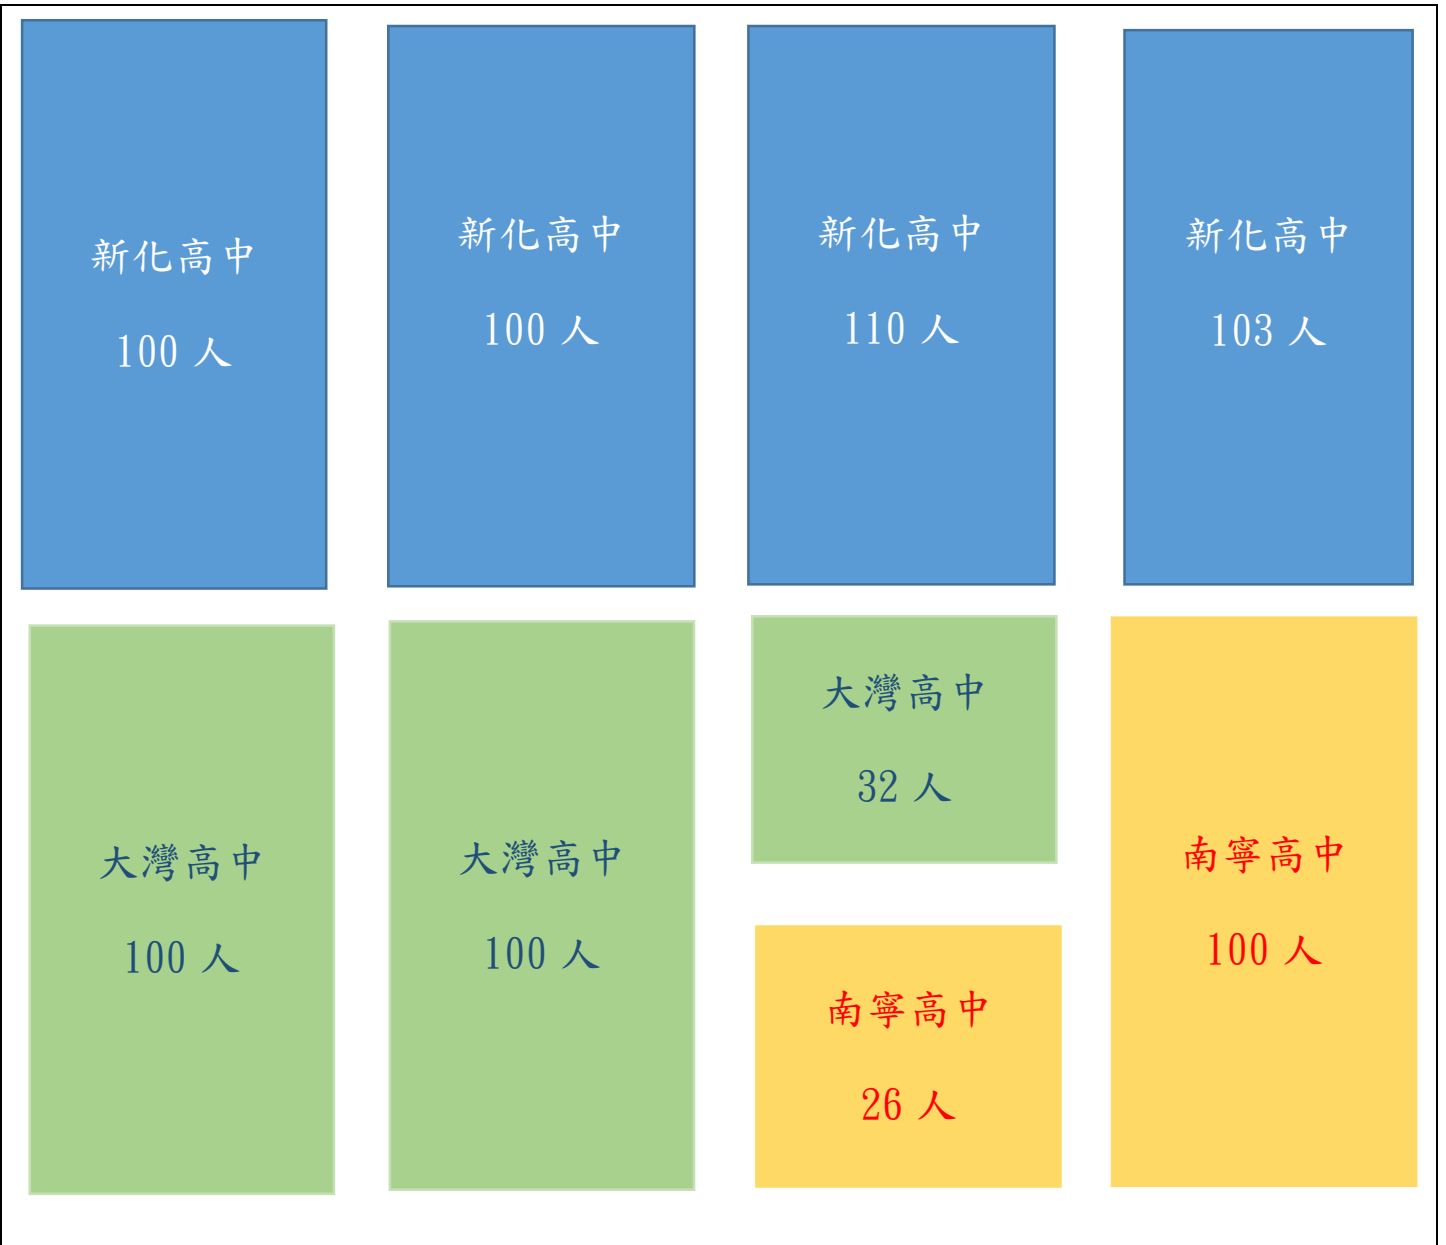 新化高中
100 人
新化高中
100 人
新化高中
110 人
新化高中
103 人
大灣高中
100 人
大灣高中
100 人
大灣高中
32 人
南寧高中
26 人
南寧高中
100 人